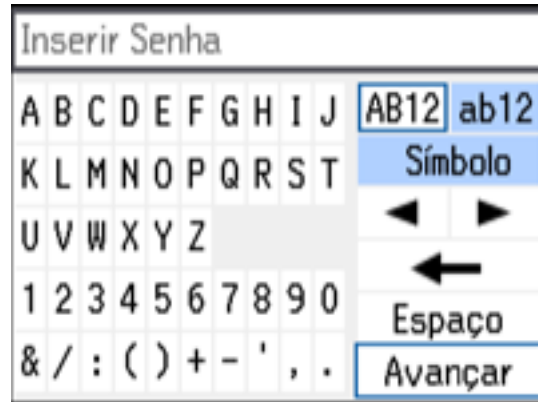 Inserir Senha
A B C D E F G H I J
K L M N O P Q R S T
U V W X Y Z
1 2 3 4 5 6 7 8 9 0
& / : ( ) + - ' , .
AB12 ab12
Símbolo
Espaço
Avançar